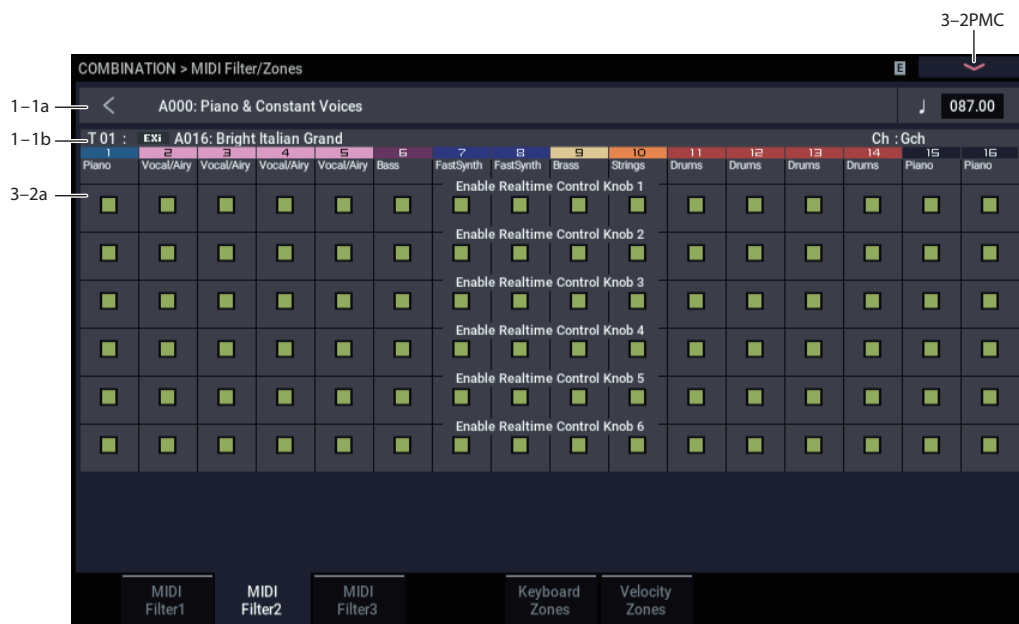 3–2PMC
COMBINATION > MIDI Filter/Zones
E
1–1a
A000: Piano & Constant Voices
♩ 087.00
1–1b
T 01 : EXi A016: Bright Italian Grand
Ch :Gch
1 2 3 4 5 6 7 8 9 10 11 12 13 14 15 16
Piano Vocal/Airy Vocal/Airy Vocal/Airy Vocal/Airy Bass FastSynth FastSynth Brass Strings Drums Drums Drums Drums Piano Piano
3–2a
Enable Realtime Control Knob 1
Enable Realtime Control Knob 2
Enable Realtime Control Knob 3
Enable Realtime Control Knob 4
Enable Realtime Control Knob 5
Enable Realtime Control Knob 6
MIDI Filter1
MIDI Filter2
MIDI Filter3
Keyboard Zones
Velocity Zones